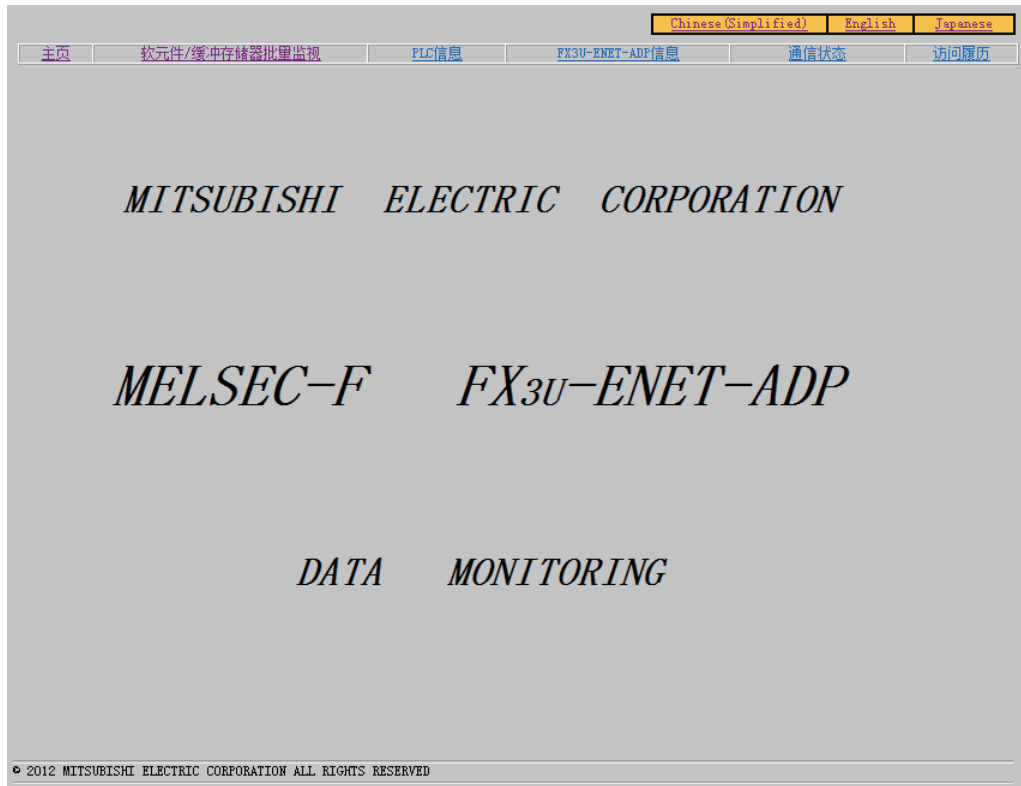 Chinese(Simplified) English Japanese
主页 软元件/缓冲存储器批量监视 PLC信息 FX3U-ENET-ADP信息 通信状态 访问履历
MITSUBISHI ELECTRIC CORPORATION
MELSEC-F FX3U-ENET-ADP
DATA MONITORING
© 2012 MITSUBISHI ELECTRIC CORPORATION ALL RIGHTS RESERVED